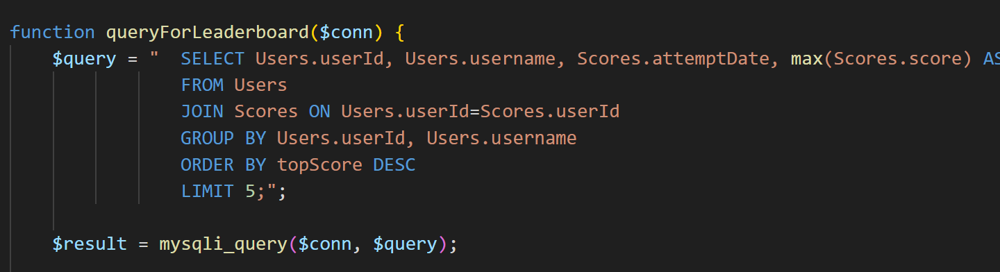 function queryForLeaderboard($conn) {
$query = "  SELECT Users.userId, Users.username, Scores.attemptDate, max(Scores.score) AS
FROM Users
JOIN Scores ON Users.userId=Scores.userId
GROUP BY Users.userId, Users.username
ORDER BY topScore DESC
LIMIT 5;";
$result = mysqli_query($conn, $query);